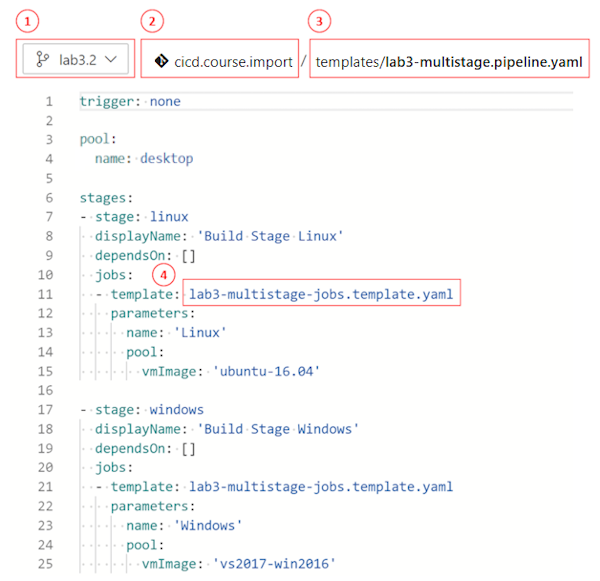 1 2 3
lab3.2 cicd.course.import / templates/lab3-multistage.pipeline.yaml
1 trigger: none
2
3 pool:
4 name: desktop
5
6 stages:
7 - stage: linux
8 displayName: 'Build Stage Linux'
9 dependsOn: []
10 jobs: 4
11 - template: lab3-multistage-jobs.template.yaml
12 parameters:
13 name: 'Linux'
14 pool:
15 vmImage: 'ubuntu-16.04'
16
17 - stage: windows
18 displayName: 'Build Stage Windows'
19 dependsOn: []
20 jobs:
21 - template: lab3-multistage-jobs.template.yaml
22 parameters:
23 name: 'Windows'
24 pool:
25 vmImage: 'vs2017-win2016'